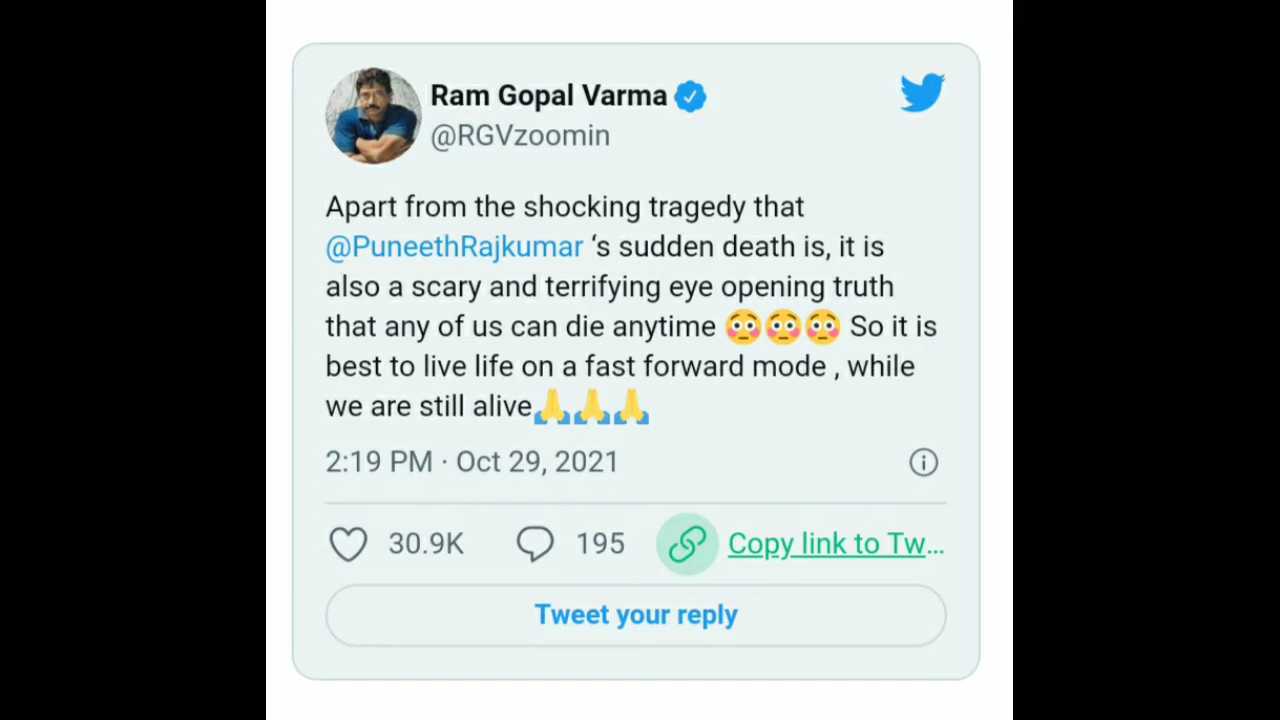 Ram Gopal Varma
@RGVzoomin
Apart from the shocking tragedy that
@PuneethRajkumar ‘s sudden death is, it is
also a scary and terrifying eye opening truth
that any of us can die anytime 😳😳😳 So it is
best to live life on a fast forward mode , while
we are still alive🙏🙏🙏
2:19 PM · Oct 29, 2021
30.9K 195 Copy link to Tw...
Tweet your reply